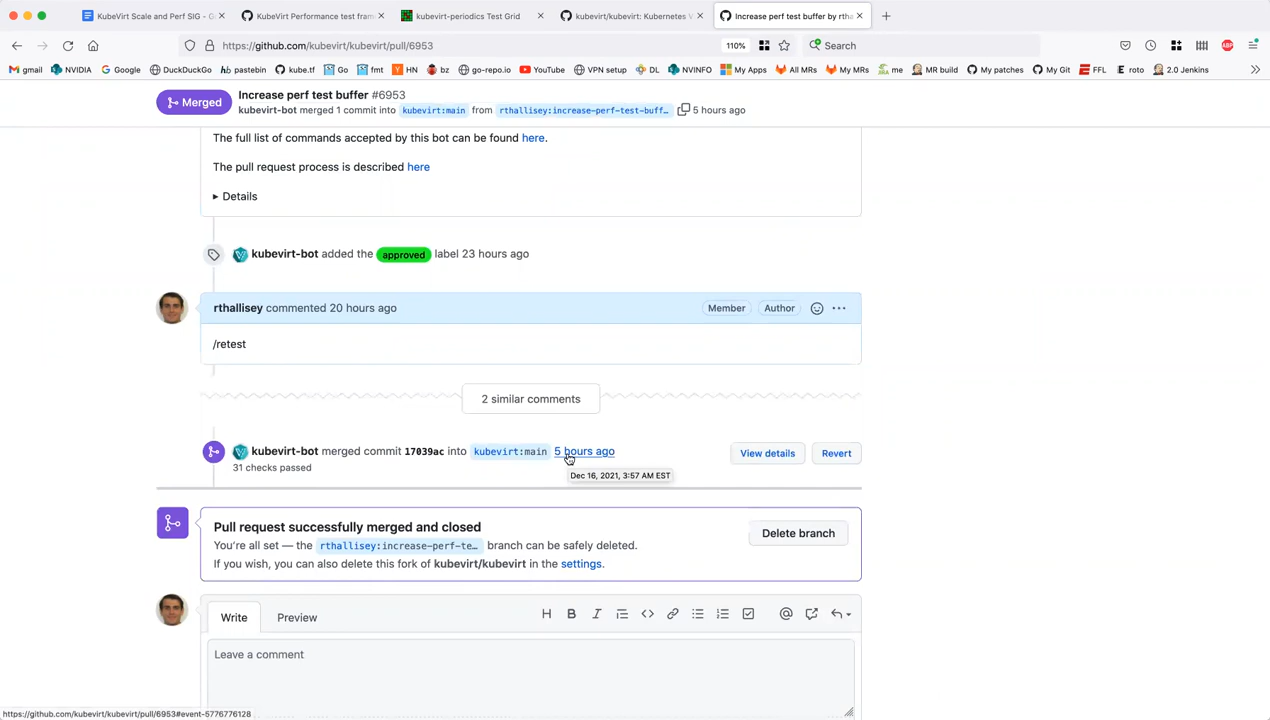 KubeVirt Scale and Perf SIG - G
KubeVirt Performance test fram
kubevirt-periodics Test Grid
kubevirt/kubevirt: Kubernetes V
Increase perf test buffer by rtha
https://github.com/kubevirt/kubevirt/pull/6953
110%
Search
gmail
NVIDIA
Google
DuckDuckGo
hpastebin
kube.tf
Go
fmt
HN
bz
go-repo.io
YouTube
VPN setup
DL
NVINFO
My Apps
All MRs
My MRs
me
MR build
My patches
My Git
FFL
roto
2.0 Jenkins
Merged
Increase perf test buffer #6953
kubevirt-bot merged 1 commit into kubevirt:main from rthallisey:increase-perf-test-buff… 5 hours ago
The full list of commands accepted by this bot can be found here.
The pull request process is described here
Details
kubevirt-bot added the approved label 23 hours ago
rthallisey commented 20 hours ago
Member
Author
/retest
2 similar comments
kubevirt-bot merged commit 17039ac into kubevirt:main 5 hours ago
View details
Revert
31 checks passed
Dec 16, 2021, 3:57 AM EST
Pull request successfully merged and closed
Delete branch
You're all set — the rthallisey:increase-perf-te… branch can be safely deleted.
If you wish, you can also delete this fork of kubevirt/kubevirt in the settings.
Write
Preview
Leave a comment
https://github.com/kubevirt/kubevirt/pull/6953#event-5776776128